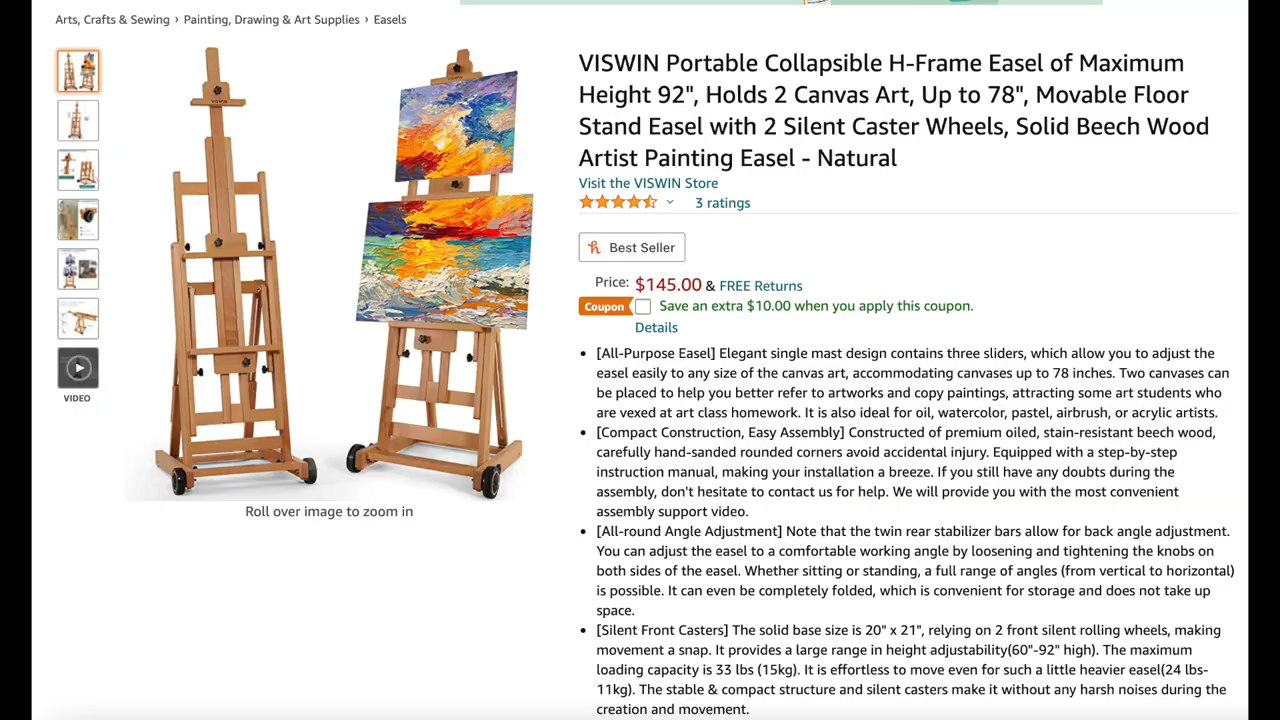 Arts, Crafts & Sewing › Painting, Drawing & Art Supplies › Easels
VISWIN Portable Collapsible H-Frame Easel of Maximum
Height 92", Holds 2 Canvas Art, Up to 78", Movable Floor
Stand Easel with 2 Silent Caster Wheels, Solid Beech Wood
Artist Painting Easel - Natural
Visit the VISWIN Store
3 ratings
Best Seller
Price: $145.00 & FREE Returns
Coupon Save an extra $10.00 when you apply this coupon.
Details
• [All-Purpose Easel] Elegant single mast design contains three sliders, which allow you to adjust the
easel easily to any size of the canvas art, accommodating canvases up to 78 inches. Two canvases can
be placed to help you better refer to artworks and copy paintings, attracting some art students who
are vexed at art class homework. It is also ideal for oil, watercolor, pastel, airbrush, or acrylic artists.
• [Compact Construction, Easy Assembly] Constructed of premium oiled, stain-resistant beech wood,
carefully hand-sanded rounded corners avoid accidental injury. Equipped with a step-by-step
instruction manual, making your installation a breeze. If you still have any doubts during the
assembly, don't hesitate to contact us for help. We will provide you with the most convenient
assembly support video.
• [All-round Angle Adjustment] Note that the twin rear stabilizer bars allow for back angle adjustment.
You can adjust the easel to a comfortable working angle by loosening and tightening the knobs on
both sides of the easel. Whether sitting or standing, a full range of angles (from vertical to horizontal)
is possible. It can even be completely folded, which is convenient for storage and does not take up
space.
• [Silent Front Casters] The solid base size is 20" x 21", relying on 2 front silent rolling wheels, making
movement a snap. It provides a large range in height adjustability(60"-92" high). The maximum
loading capacity is 33 lbs (15kg). It is effortless to move even for such a little heavier easel(24 lbs-
11kg). The stable & compact structure and silent casters make it without any harsh noises during the
creation and movement.
VIDEO
Roll over image to zoom in